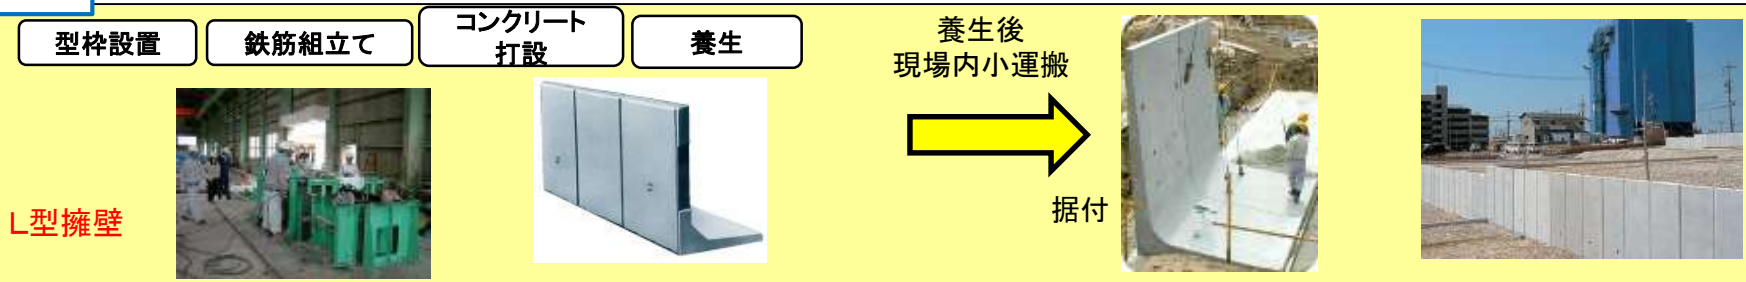 型枠設置
鉄筋組立て
コンクリート
打設
養生
養生後
現場内小運搬
据付
L型擁壁